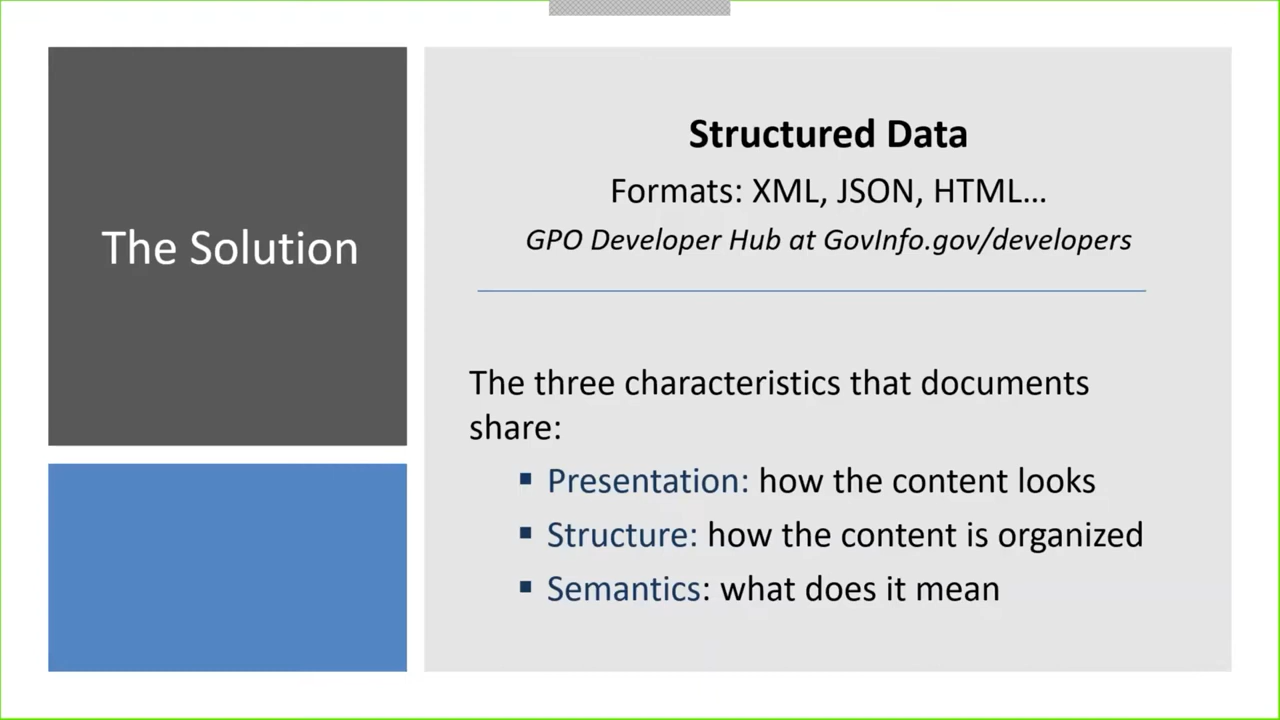 The Solution
Structured Data
Formats: XML, JSON, HTML…
GPO Developer Hub at GovInfo.gov/developers
The three characteristics that documents
share:
▪ Presentation: how the content looks
▪ Structure: how the content is organized
▪ Semantics: what does it mean